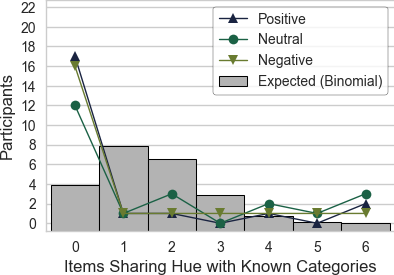 22
20
18
16
14
12
10
8
6
4
2
0
Participants
Positive
Neutral
Negative
Expected (Binomial)
0 1 2 3 4 5 6
Items Sharing Hue with Known Categories